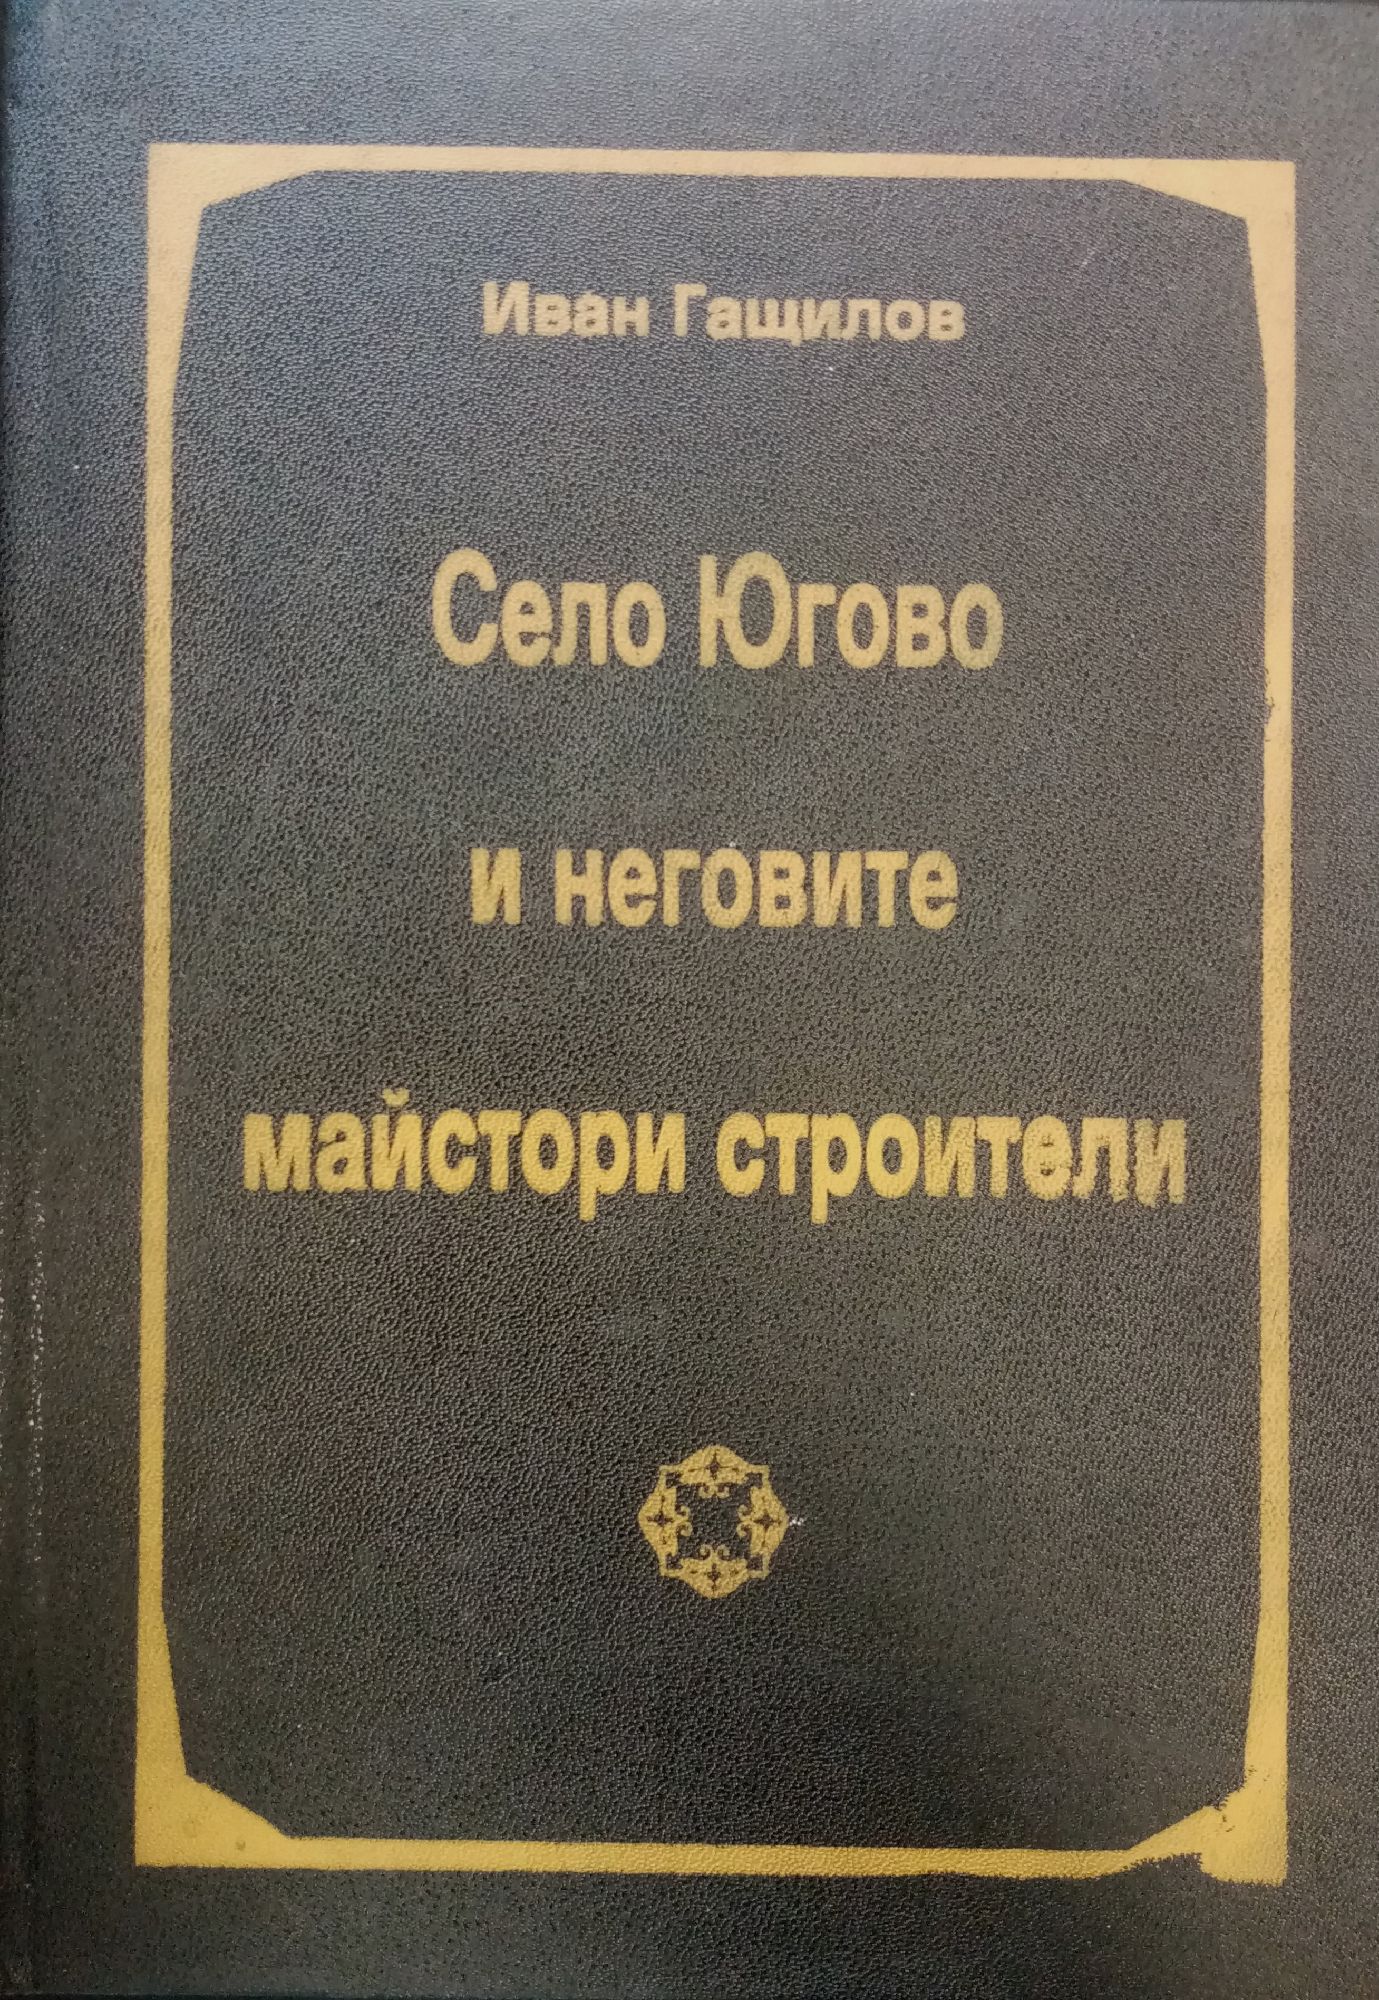 Иван Гащилов
Село Югово
и неговите
майстори строители